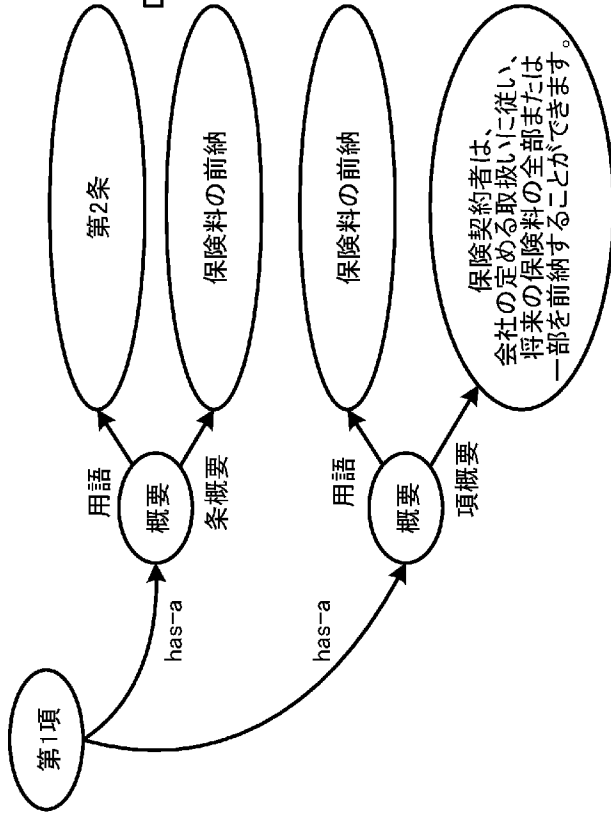 第1項
has-a
has-a
概要
用語
条概要
第2条
保険料の前納
概要
用語
項概要
保険料の前納
保険契約者は、
会社の定める取扱いに従い、
将来の保険料の全部または
一部を前納することができます。